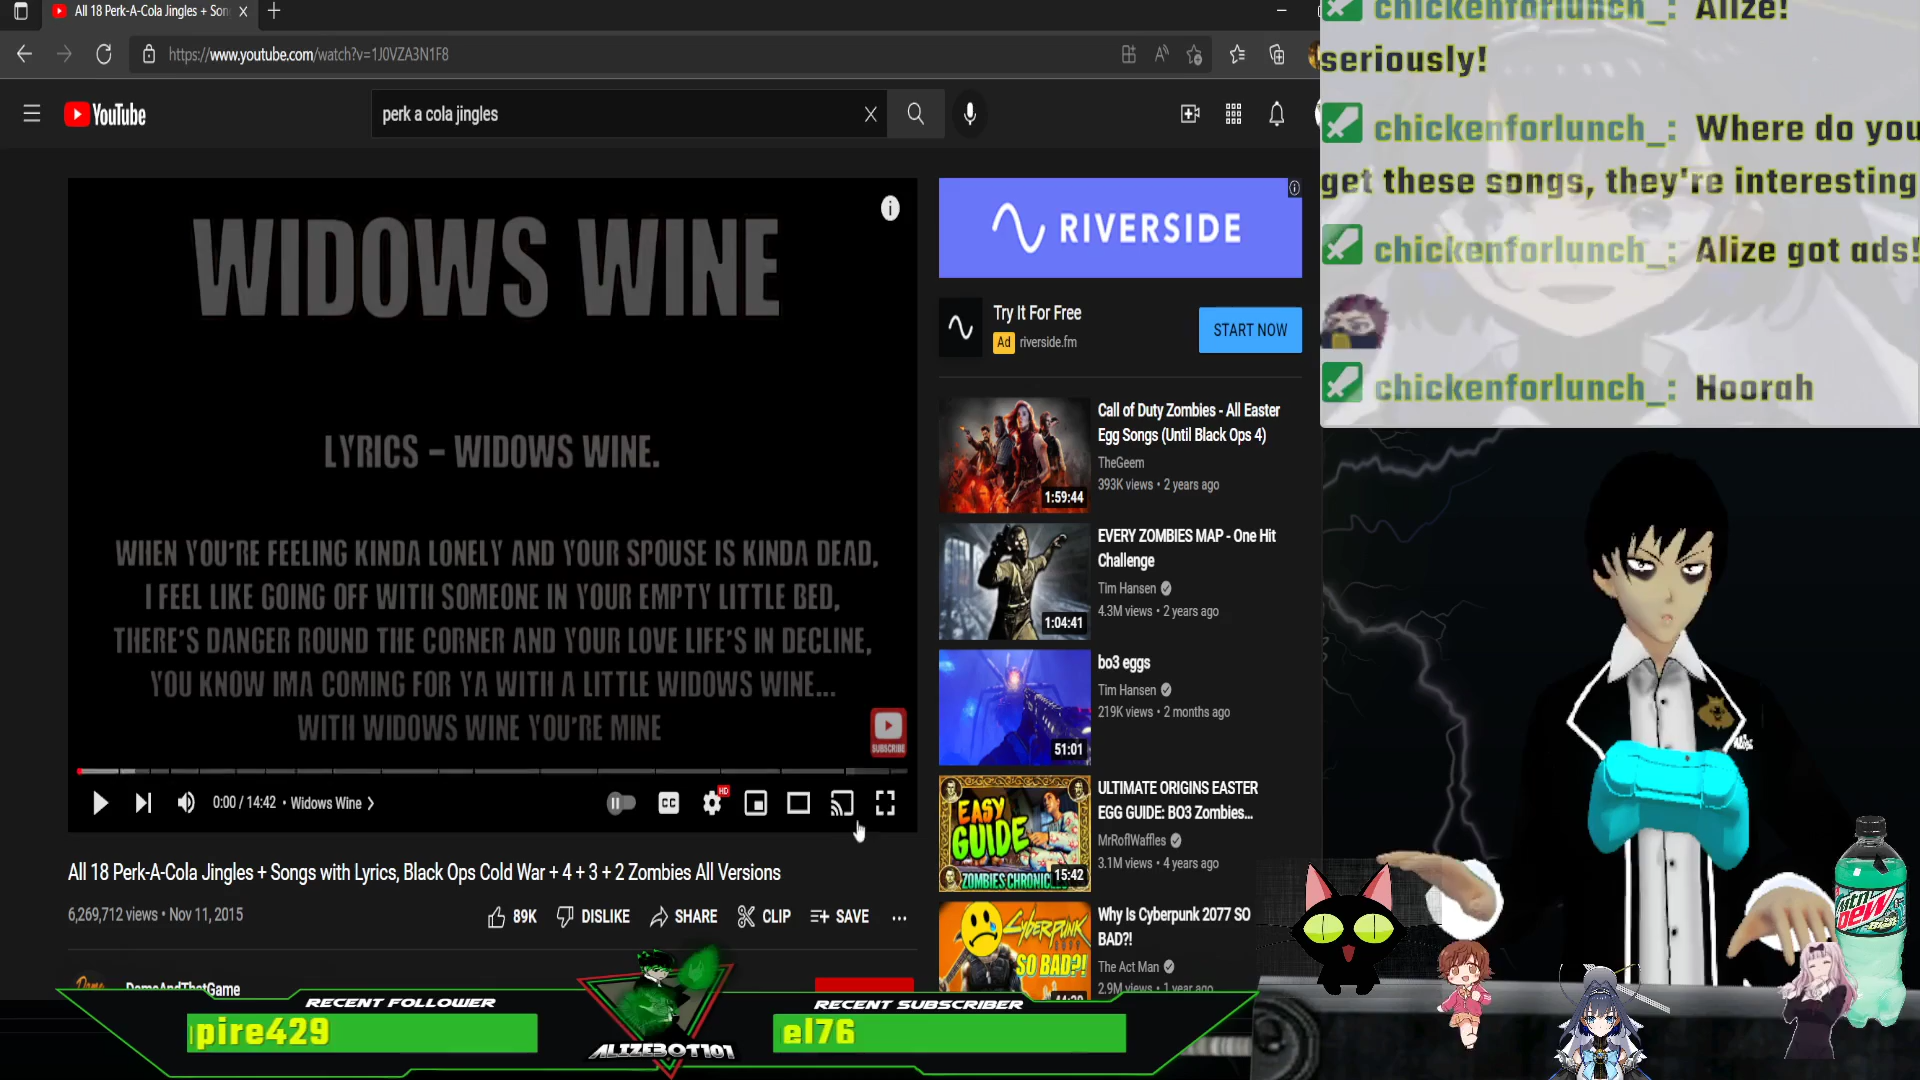 All 18 Perk-A-Cola Jingles + Son
https://www.youtube.com/watch?v=1J0VZA3N1F8
YouTube
perk a cola jingles
WIDOWS WINE
LYRICS – WIDOWS WINE.
WHEN YOU'RE FEELING KINDA LONELY AND YOUR SPOUSE IS KINDA DEAD,
I FEEL LIKE GOING OFF WITH SOMEONE IN YOUR EMPTY LITTLE BED,
THERE'S DANGER ROUND THE CORNER AND YOUR LOVE LIFE'S IN DECLINE,
YOU KNOW IMA COMING FOR YA WITH A LITTLE WIDOWS WINE...
WITH WIDOWS WINE YOU'RE MINE
SUBSCRIBE
0:00 / 14:42 • Widows Wine
CC
HD
All 18 Perk-A-Cola Jingles + Songs with Lyrics, Black Ops Cold War + 4 + 3 + 2 Zombies All Versions
6,269,712 views • Nov 11, 2015
89K
DISLIKE
SHARE
CLIP
SAVE
DameAndThatGame
RIVERSIDE
Try It For Free
Ad riverside.fm
START NOW
1:59:44
Call of Duty Zombies - All Easter
Egg Songs (Until Black Ops 4)
TheGeem
393K views • 2 years ago
1:04:41
EVERY ZOMBIES MAP - One Hit
Challenge
Tim Hansen
4.3M views • 2 years ago
51:01
bo3 eggs
Tim Hansen
219K views • 2 months ago
EASY
GUIDE
ZOMBIES CHRONIC
15:42
ULTIMATE ORIGINS EASTER
EGG GUIDE: BO3 Zombies...
MrRoflWaffles
3.1M views • 4 years ago
CYBERPUNK
SO BAD?!
Why Is Cyberpunk 2077 SO
BAD?!
The Act Man
2.9M views • 1 year ago
chickenforlunch_: Alize!
seriously!
chickenforlunch_: Where do you
get these songs, they're interesting
chickenforlunch_: Alize got ads!
chickenforlunch_: Hoorah
Mtn
DEW
RECENT FOLLOWER
pire429
ALIZEBOT101
RECENT SUBSCRIBER
el76